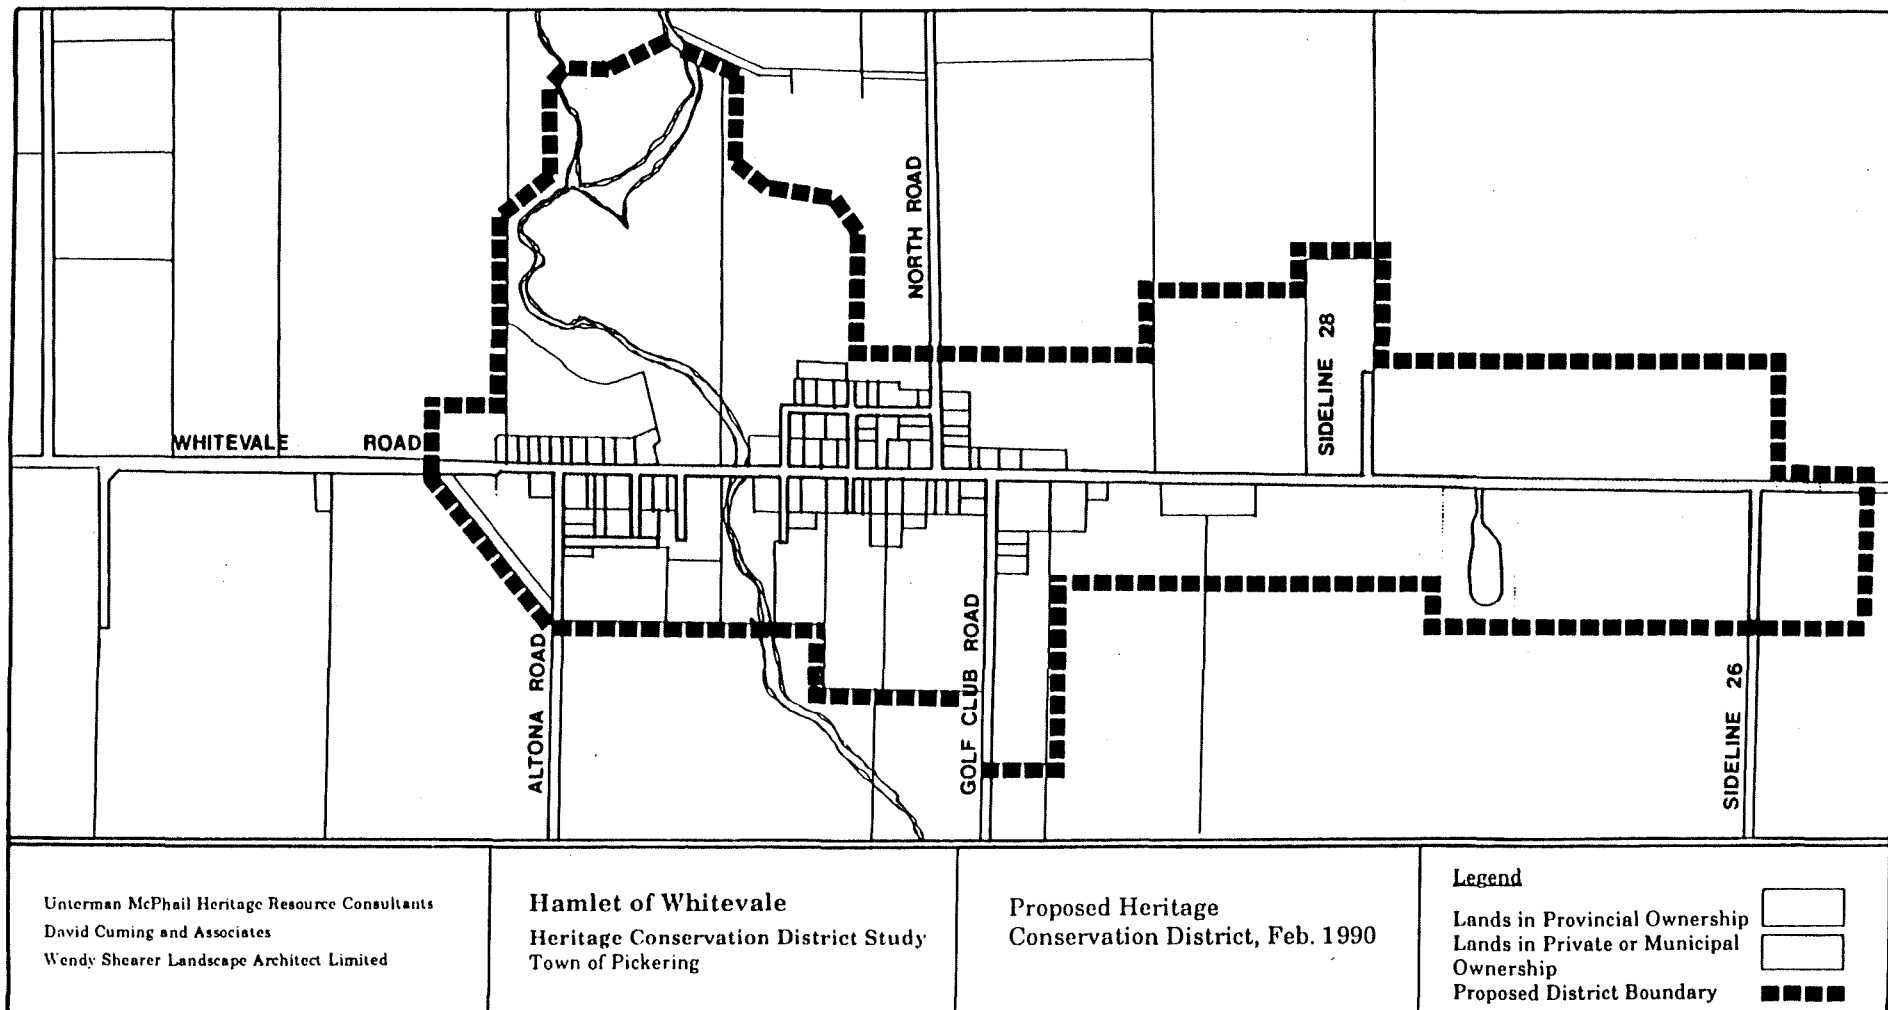 NORTH ROAD
SIDELINE 28
WHITEVALE ROAD
ALTONA ROAD
GOLF CLUB ROAD
SIDELINE 26
Unterman McPhail Heritage Resource Consultants
David Cuming and Associates
Wendy Shearer Landscape Architect Limited
Hamlet of Whitevale
Heritage Conservation District Study
Town of Pickering
Proposed Heritage
Conservation District, Feb. 1990
Legend
Lands in Provincial Ownership
Lands in Private or Municipal
Ownership
Proposed District Boundary